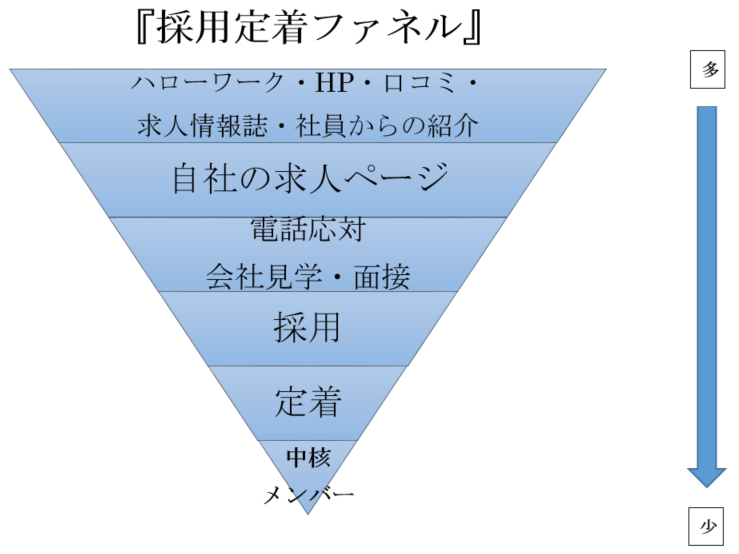 『採用定着ファネル』
多
ハローワーク・HP・口コミ・
求人情報誌・社員からの紹介
自社の求人ページ
電話応対
会社見学・面接
採用
定着
中核
メンバー
少